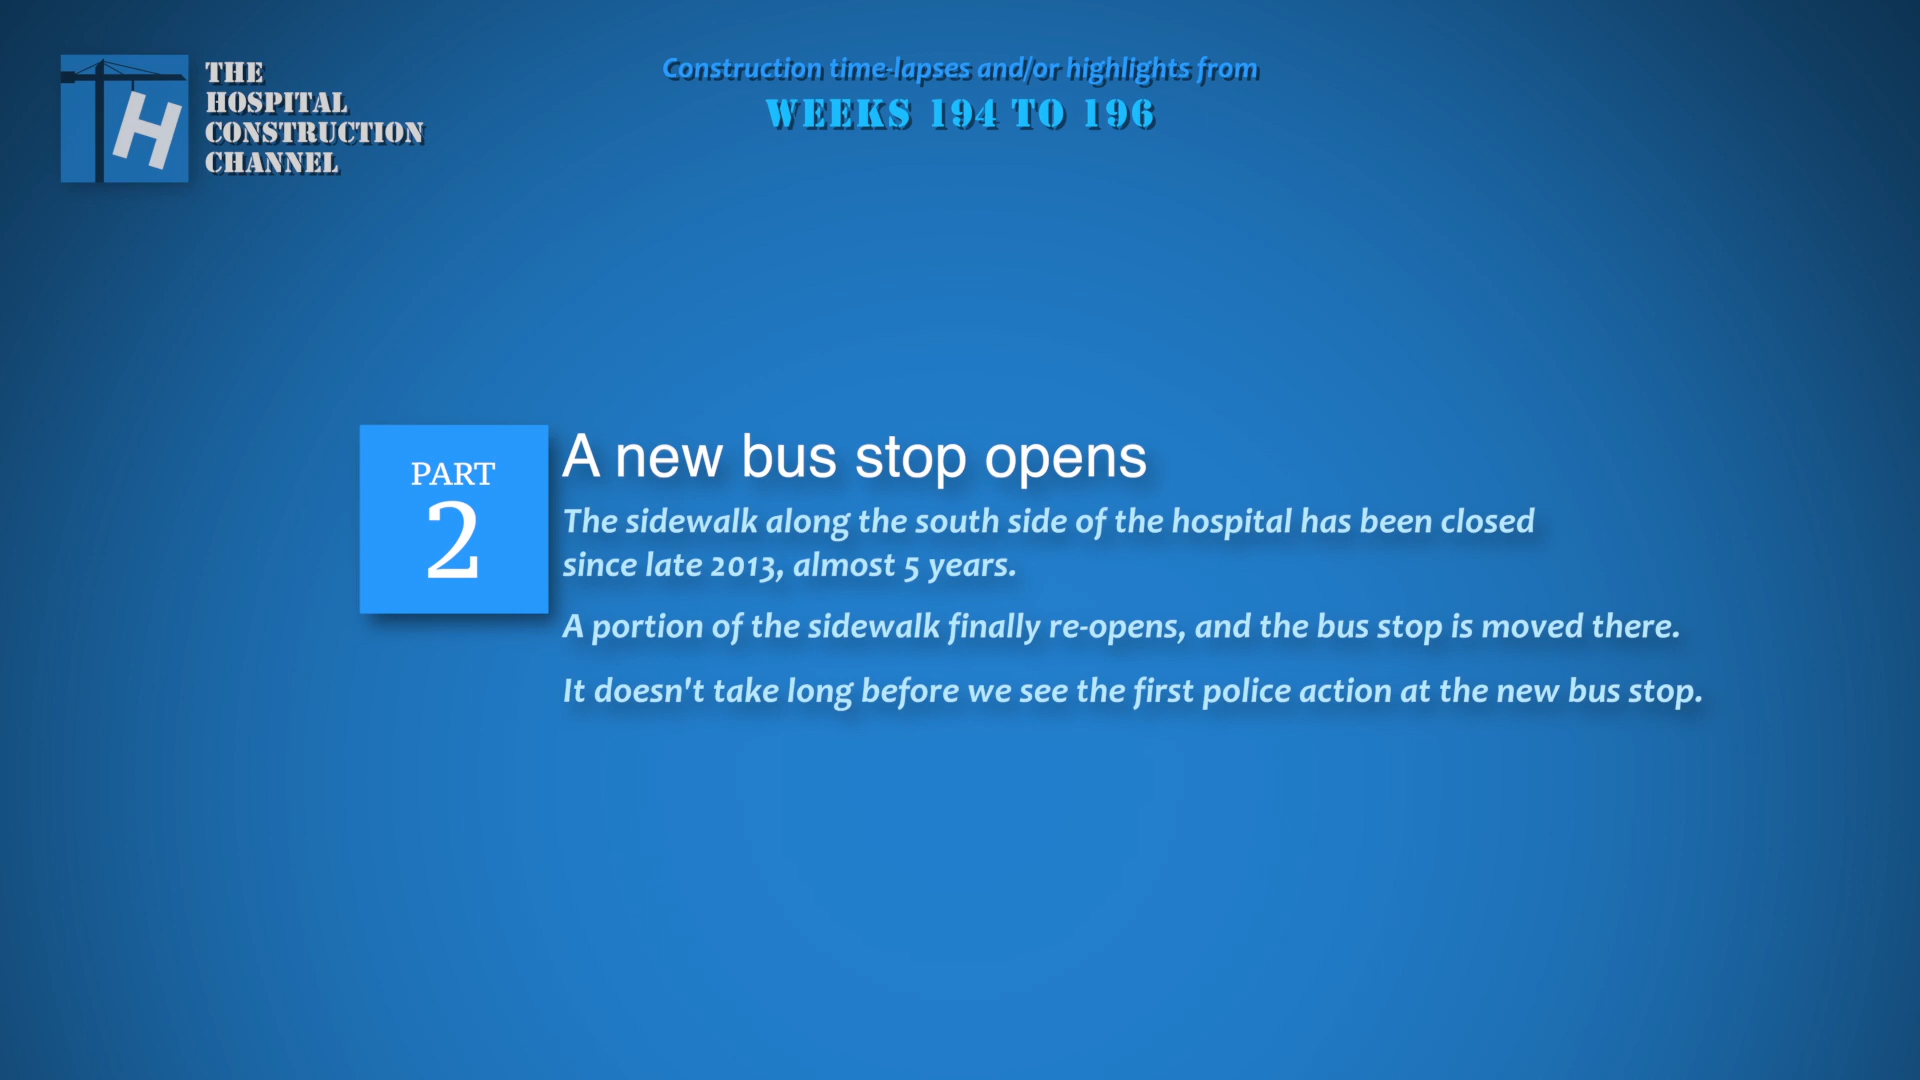 THE
HOSPITAL
CONSTRUCTION
CHANNEL
H
Construction time-lapses and/or highlights from
WEEKS 194 TO 196
PART
2
A new bus stop opens
The sidewalk along the south side of the hospital has been closed
since late 2013, almost 5 years.
A portion of the sidewalk finally re-opens, and the bus stop is moved there.
It doesn't take long before we see the first police action at the new bus stop.